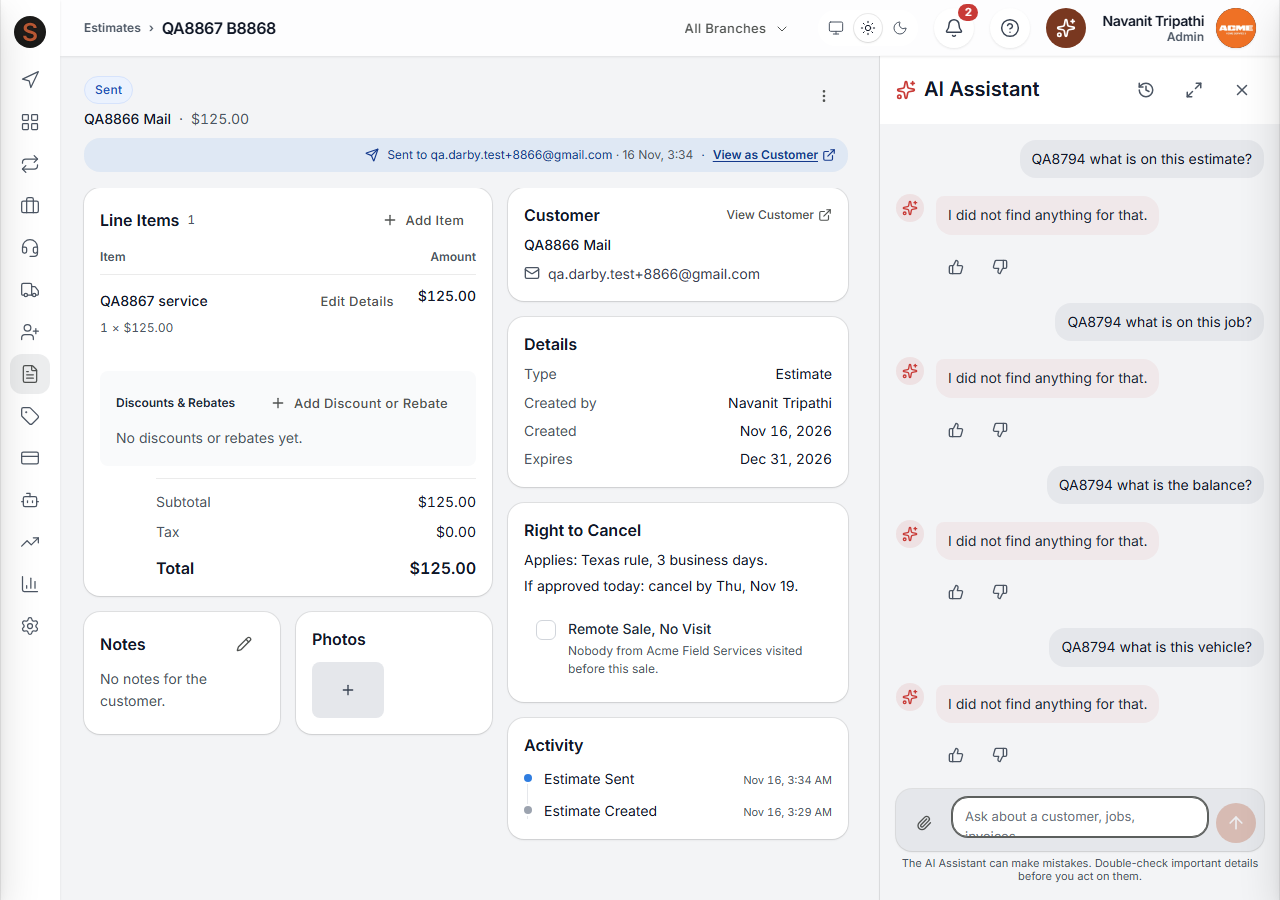 S
Estimates › QA8867 B8868
All Branches
2
Navanit Tripathi
Admin
ACME
Sent
QA8866 Mail · $125.00
Sent to qa.darby.test+8866@gmail.com · 16 Nov, 3:34 · View as Customer
Line Items 1
+ Add Item
Item Amount
QA8867 service Edit Details $125.00
1 × $125.00
Discounts & Rebates + Add Discount or Rebate
No discounts or rebates yet.
Subtotal $125.00
Tax $0.00
Total $125.00
Notes
No notes for the
customer.
Photos
+
Customer View Customer
QA8866 Mail
qa.darby.test+8866@gmail.com
Details
Type Estimate
Created by Navanit Tripathi
Created Nov 16, 2026
Expires Dec 31, 2026
Right to Cancel
Applies: Texas rule, 3 business days.
If approved today: cancel by Thu, Nov 19.
Remote Sale, No Visit
Nobody from Acme Field Services visited
before this sale.
Activity
Estimate Sent Nov 16, 3:34 AM
Estimate Created Nov 16, 3:29 AM
AI Assistant
QA8794 what is on this estimate?
I did not find anything for that.
QA8794 what is on this job?
I did not find anything for that.
QA8794 what is the balance?
I did not find anything for that.
QA8794 what is this vehicle?
I did not find anything for that.
Ask about a customer, jobs,
The AI Assistant can make mistakes. Double-check important details
before you act on them.